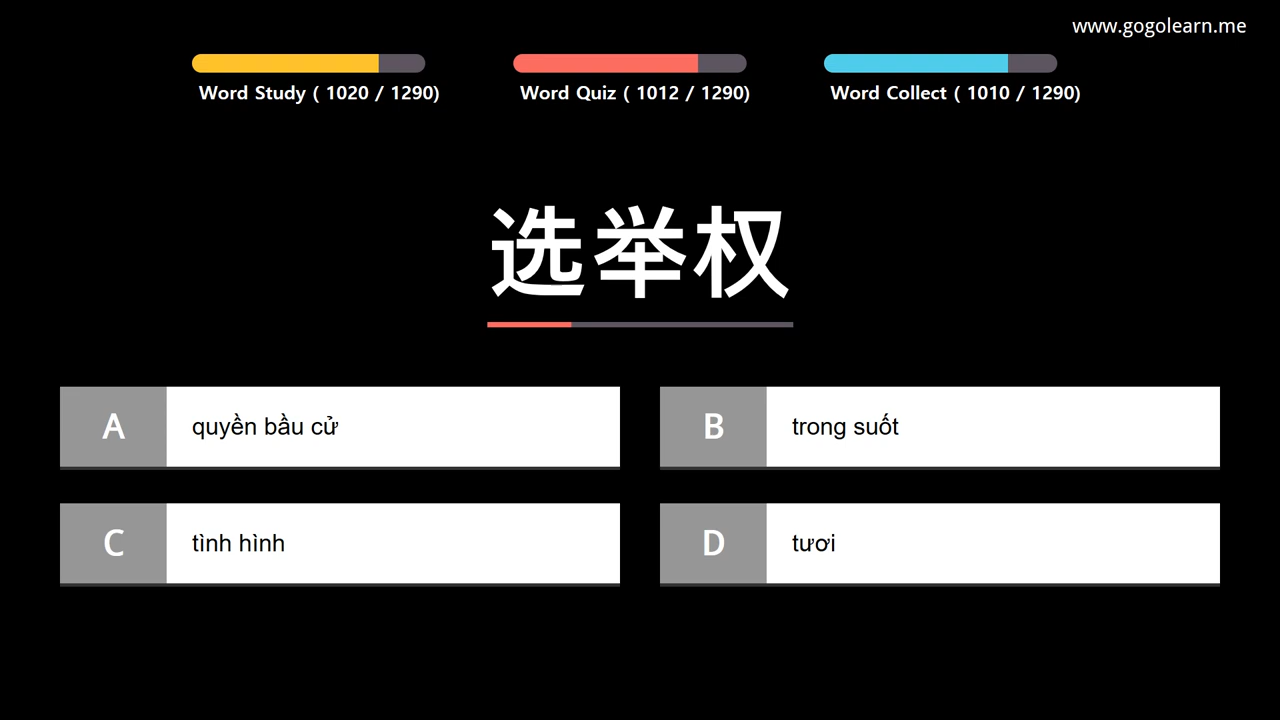 www.gogolearn.me
Word Study ( 1020 / 1290)
Word Quiz ( 1012 / 1290)
Word Collect ( 1010 / 1290)
选举权
A quyền bầu cử
B trong suốt
C tình hình
D tươi